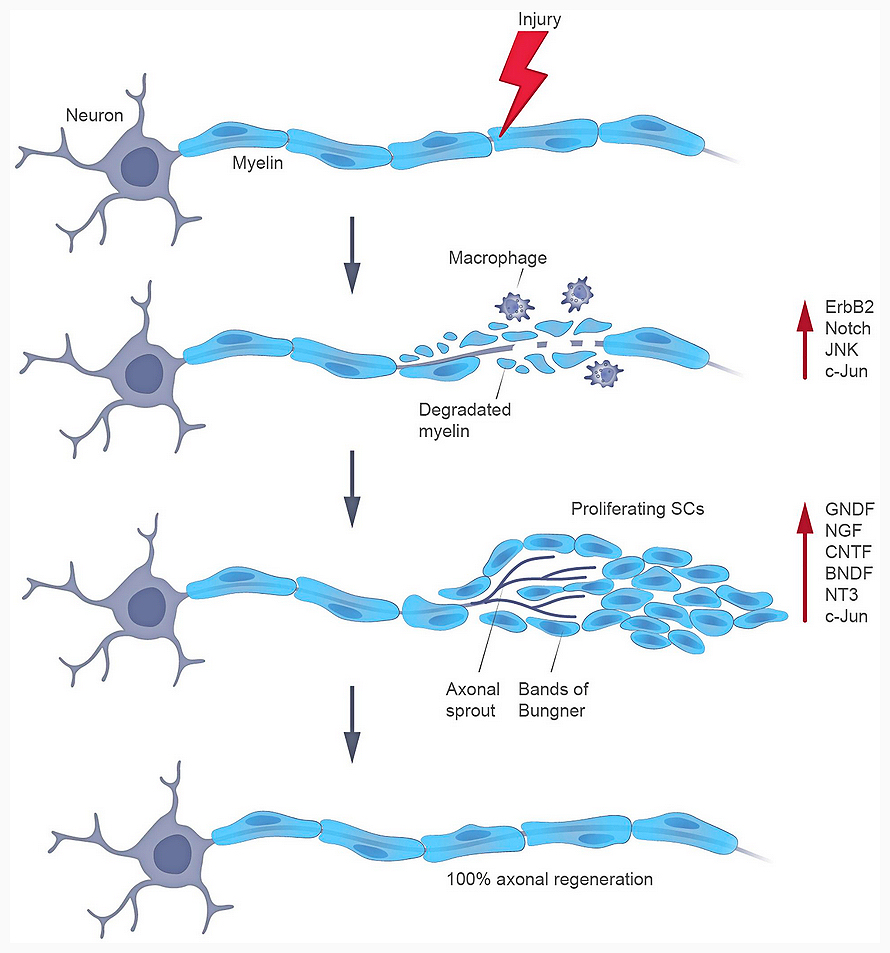 Injury
Neuron
Myelin
Macrophage
Degradated
myelin
ErbB2
Notch
JNK
c-Jun
Proliferating SCs
GNDF
NGF
CNTF
BNDF
NT3
c-Jun
Axonal
sprout
Bands of
Bungner
100% axonal regeneration